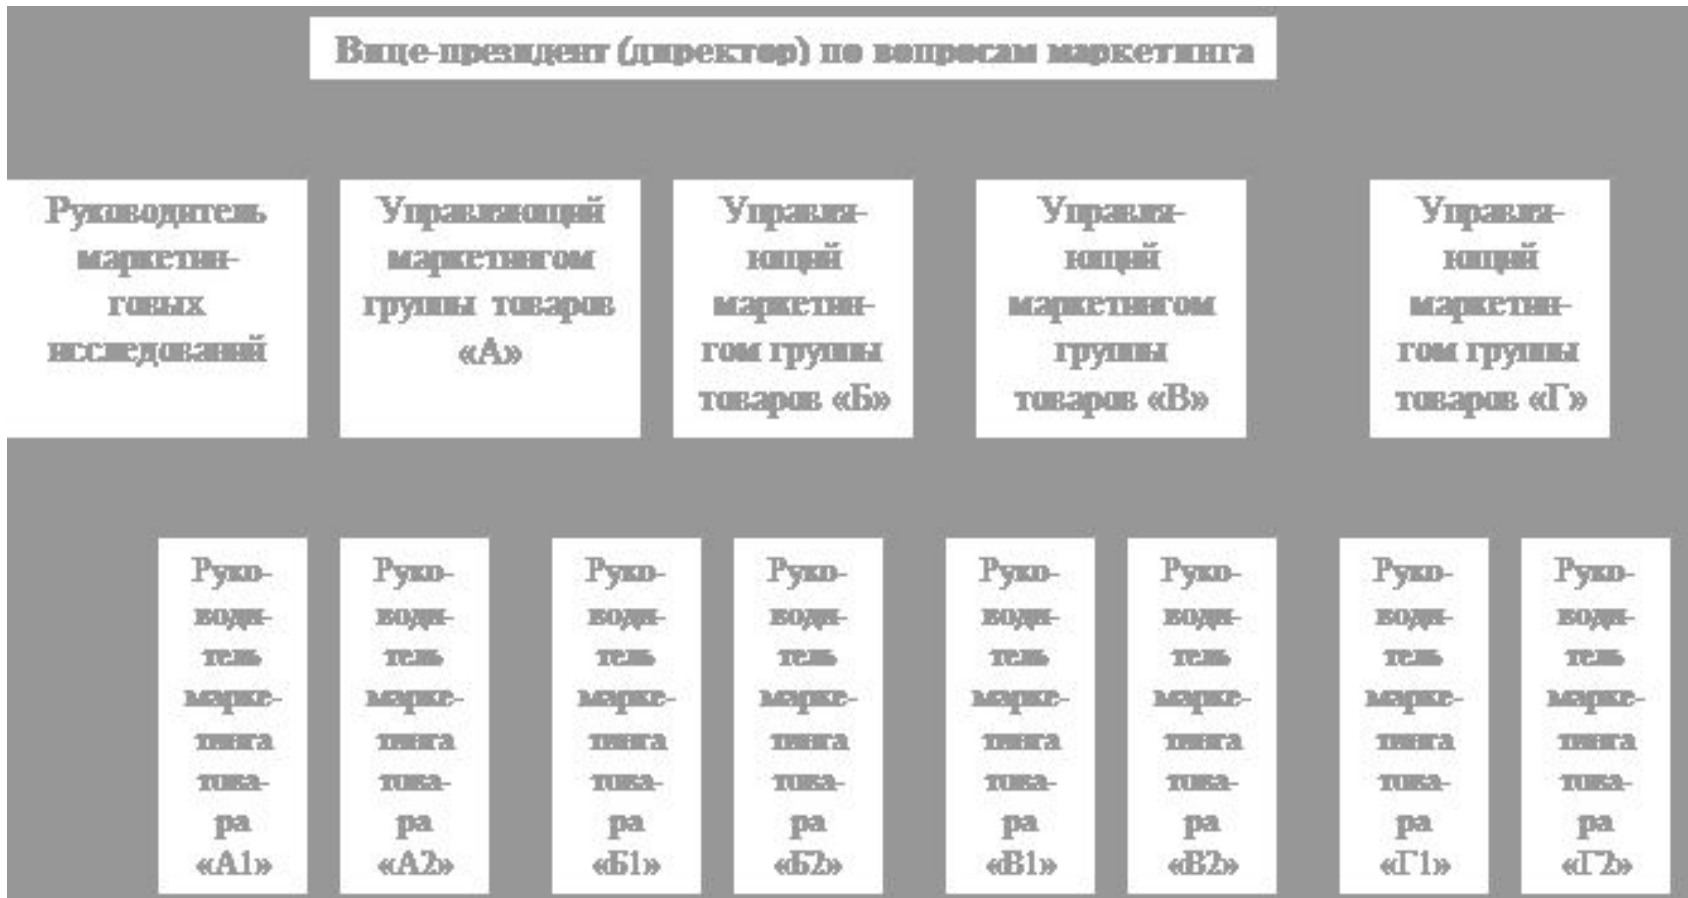 Вице-президент (директор) по вопросам маркетинга
Руководитель
маркетин-
говых
исследований
Управляющий
маркетингом
группы товаров
«А»
Управля-
ющий
маркетин-
гом группы
товаров «Б»
Управля-
ющий
маркетингом
группы
товаров «В»
Управля-
ющий
маркетин-
гом группы
товаров «Г»
Руко-
води-
тель
марке-
тинга
това-
ра
«А1»
Руко-
води-
тель
марке-
тинга
това-
ра
«А2»
Руко-
води-
тель
марке-
тинга
това-
ра
«Б1»
Руко-
води-
тель
марке-
тинга
това-
ра
«Б2»
Руко-
води-
тель
марке-
тинга
това-
ра
«В1»
Руко-
води-
тель
марке-
тинга
това-
ра
«В2»
Руко-
води-
тель
марке-
тинга
това-
ра
«Г1»
Руко-
води-
тель
марке-
тинга
това-
ра
«Г2»